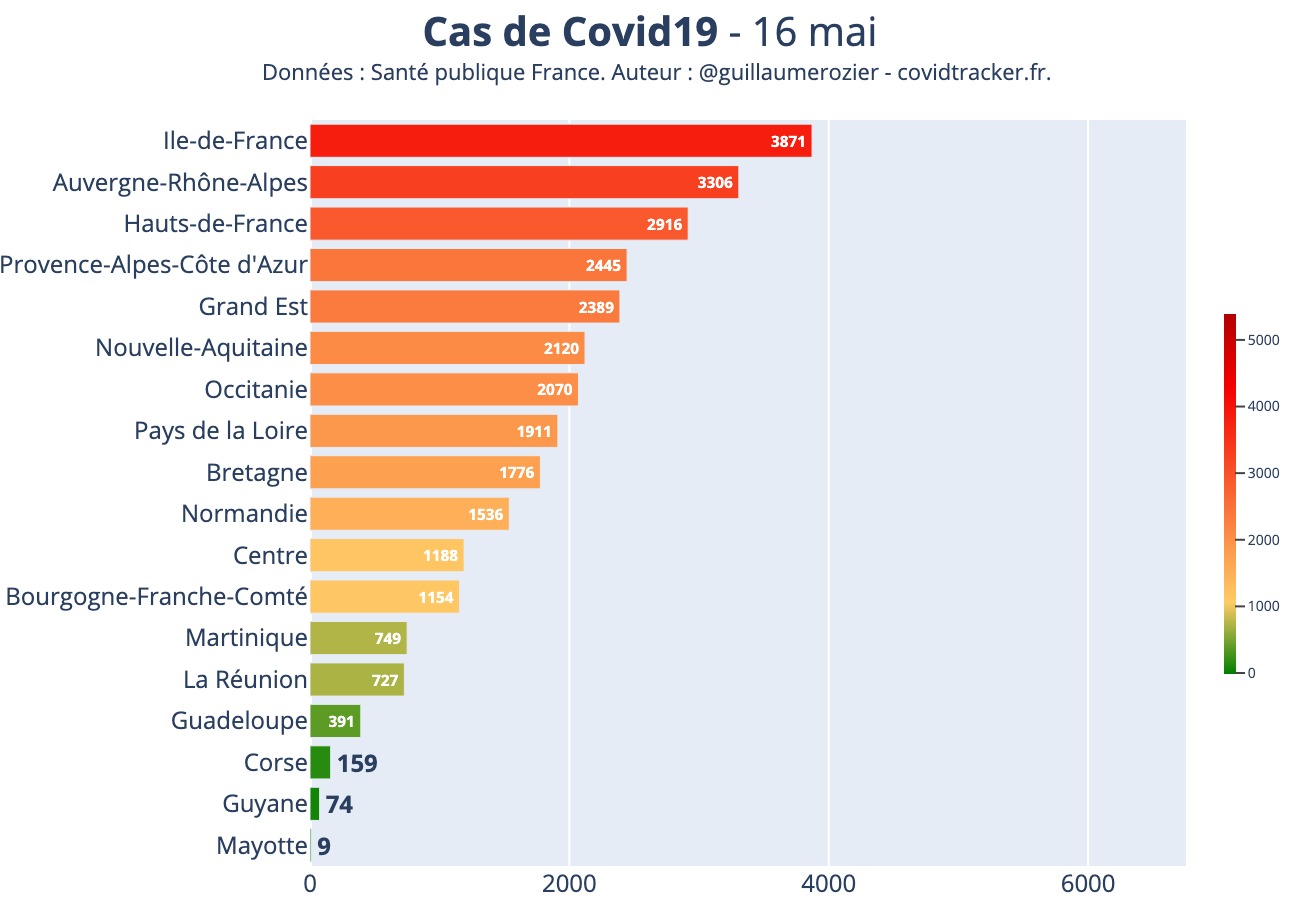 Cas de Covid19 - 16 mai
Données : Santé publique France. Auteur : @guillaumerozier - covidtracker.fr.
Ile-de-France 3871
Auvergne-Rhône-Alpes 3306
Hauts-de-France 2916
Provence-Alpes-Côte d'Azur 2445
Grand Est 2389
Nouvelle-Aquitaine 2120
Occitanie 2070
Pays de la Loire 1911
Bretagne 1776
Normandie 1536
Centre 1188
Bourgogne-Franche-Comté 1154
Martinique 749
La Réunion 727
Guadeloupe 391
Corse 159
Guyane 74
Mayotte 9
0 2000 4000 6000
5000
4000
3000
2000
1000
0